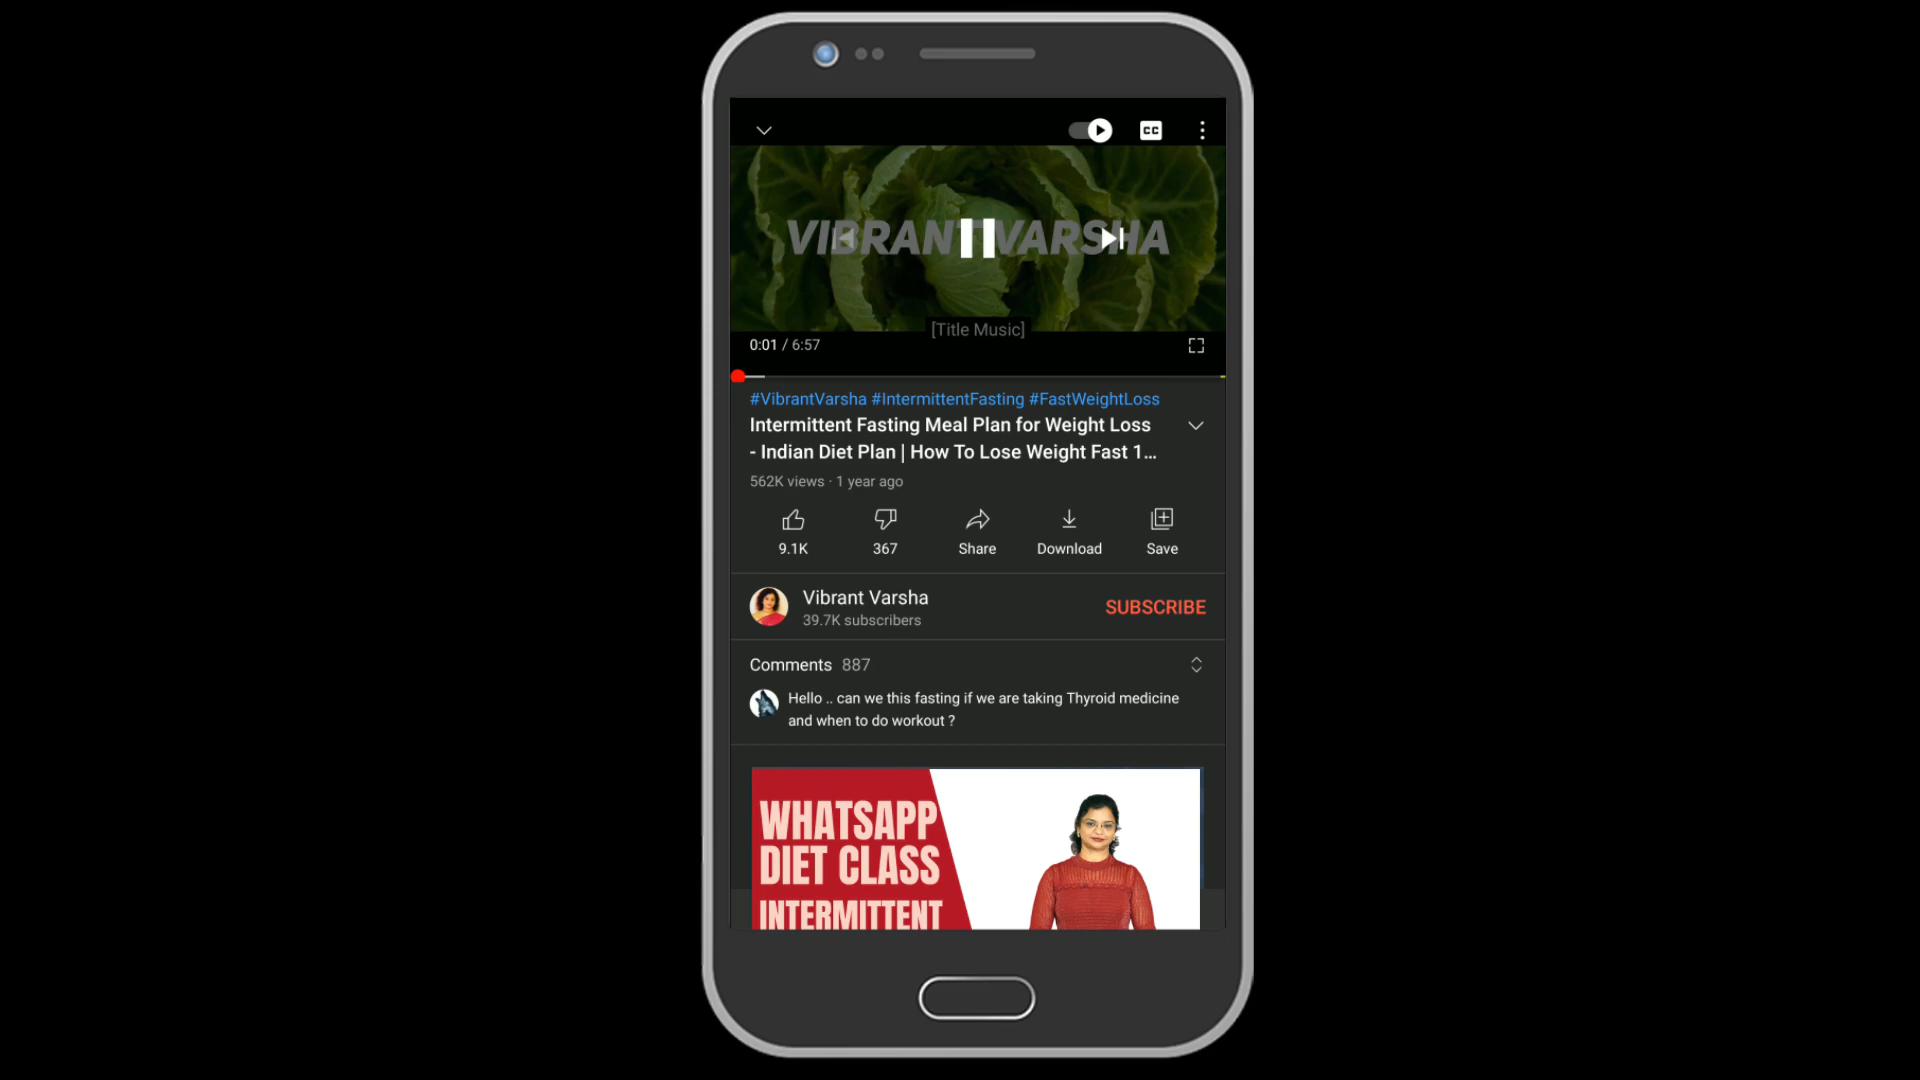 CC
VIBRANT VARSHA
[Title Music]
0:01 / 6:57
#VibrantVarsha #IntermittentFasting #FastWeightLoss
Intermittent Fasting Meal Plan for Weight Loss
- Indian Diet Plan | How To Lose Weight Fast 1...
562K views · 1 year ago
9.1K 367 Share Download Save
Vibrant Varsha
39.7K subscribers
SUBSCRIBE
Comments 887
Hello .. can we this fasting if we are taking Thyroid medicine
and when to do workout ?
WHATSAPP
DIET CLASS
INTERMITTENT